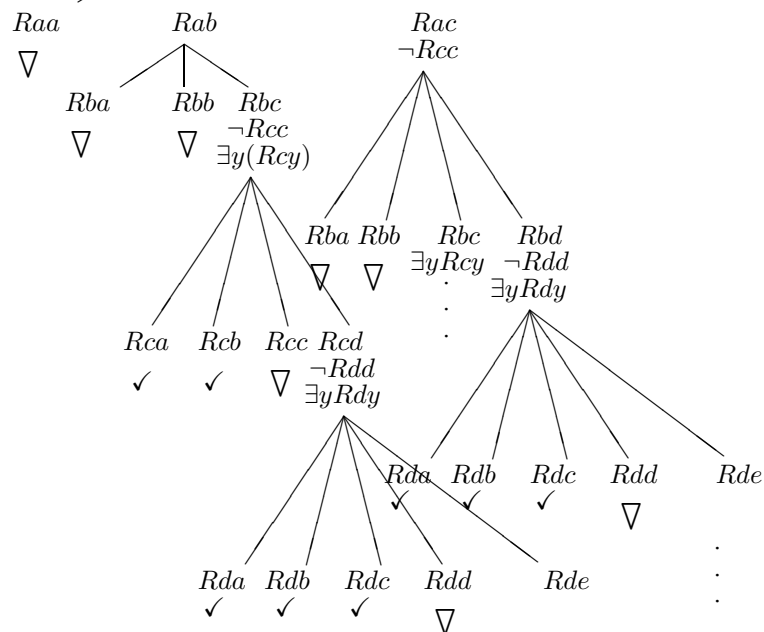 Raa Rab Rac
¬Rcc
Rba Rbb Rbc
¬Rcc
∃y(Rcy)
Rba Rbb Rbc Rbd
∃yRcy ¬Rdd
∃yRdy
Rca Rcb Rcc Rcd
¬Rdd
∃yRdy
Rda Rdb Rdc Rdd Rde
Rda Rdb Rdc Rdd Rde